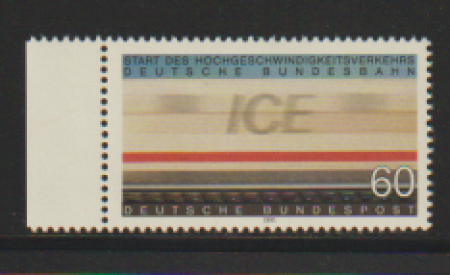 START DES HOCHGESCHWINDIGKEITSVERKEHRS
DEUTSCHE BUNDESBAHN
ICE
60
DEUTSCHE BUNDESPOST